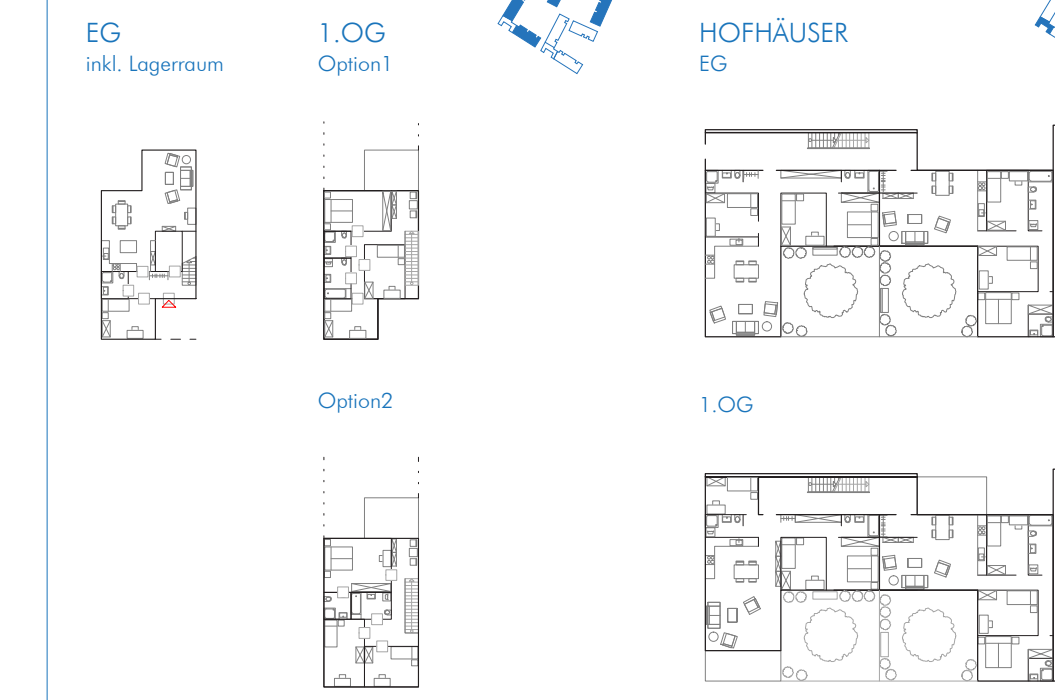 EG
inkl. Lagerraum
1.OG
Option1
HOFHÄUSER
EG
Option2
1.OG